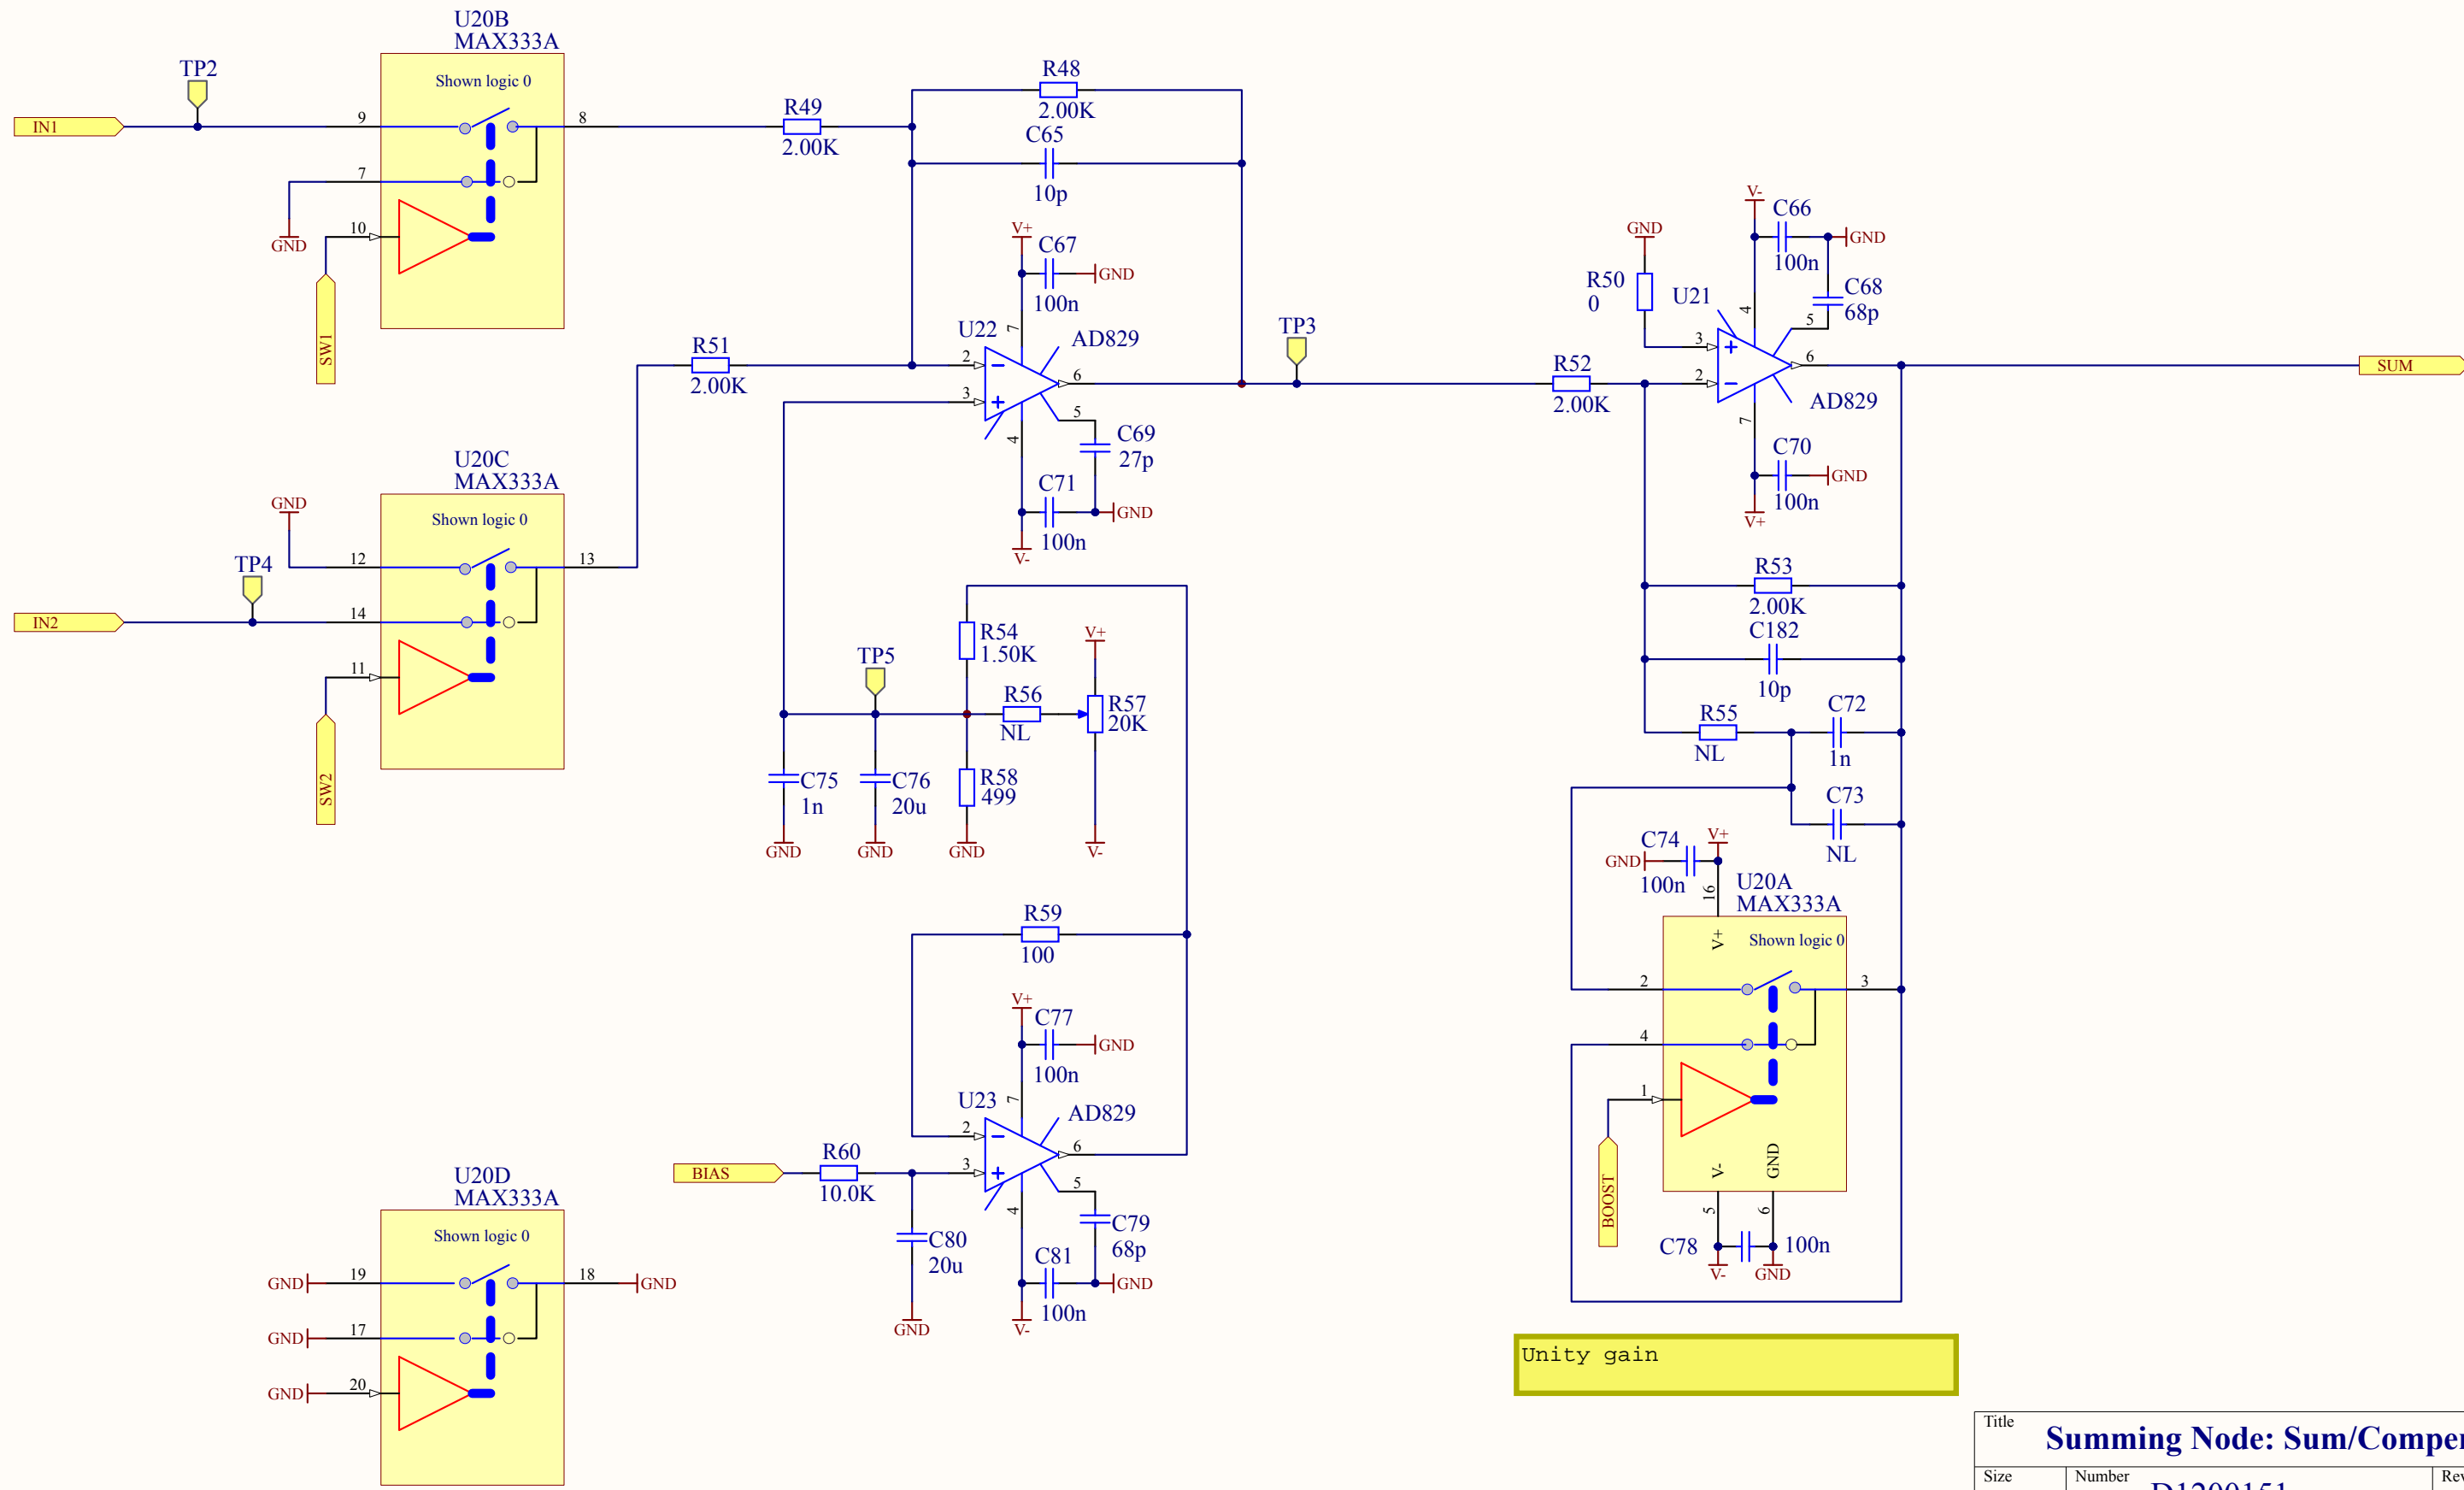 U20B
MAX333A
Shown logic 0
TP2
IN1
9
8
7
GND
10
SW1
R49
2.00K
R48
2.00K
C65
10p
V+
C67
GND
100n
7
U22
AD829
2
3
6
5
4
C69
27p
C71
GND
100n
V-
R51
2.00K
TP3
R52
2.00K
GND
R50
0
U21
V-
C66
GND
100n
C68
68p
4
5
3
2
6
7
AD829
C70
GND
100n
V+
SUM
U20C
MAX333A
Shown logic 0
GND
12
13
TP4
IN2
14
11
SW2
R54
1.50K
TP5
R56
NL
V+
R57
20K
V-
C75
1n
GND
C76
20u
GND
R58
499
GND
R53
2.00K
C182
10p
R55
NL
C72
1n
C73
NL
C74
V+
GND
100n
16
U20A
MAX333A
V+
Shown logic 0
2
3
4
1
BOOST
V-
GND
5
6
C78
100n
V-
GND
R59
100
V+
C77
GND
100n
7
U23
AD829
2
3
6
5
4
BIAS
R60
10.0K
C80
20u
GND
C79
68p
C81
GND
100n
V-
U20D
MAX333A
Shown logic 0
GND
19
18
GND
GND
17
GND
20
Unity gain
Title
Summing Node: Sum/Comper
Size
Number
Rev